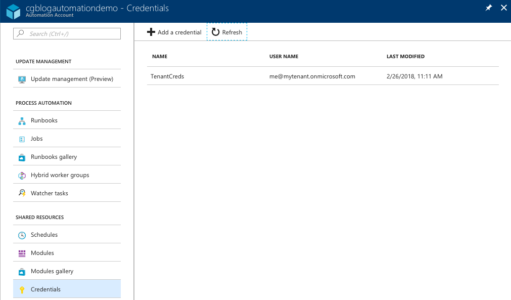 cgblogautomationdemo - Credentials
Automation Account
Search (Ctrl+/)
Add a credential
Refresh
NAME USER NAME LAST MODIFIED
TenantCreds me@mytenant.onmicrosoft.com 2/26/2018, 11:11 AM
UPDATE MANAGEMENT
Update management (Preview)
PROCESS AUTOMATION
Runbooks
Jobs
Runbooks gallery
Hybrid worker groups
Watcher tasks
SHARED RESOURCES
Schedules
Modules
Modules gallery
Credentials